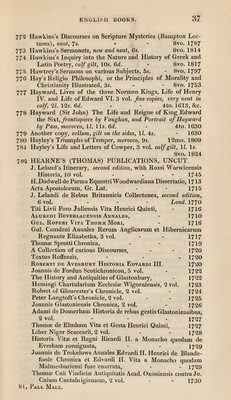 ENGLISH BOOKS. 37
772 Hawkins's Discourses on Scripture Mysteries (Bampton Lec-
tures), neat, 7s. - - 8vo. 1787
773 Hawkins's Sermonets, new and neat, 6s. 8vo. 1814
774 Hawkins's Inquiry into the Nature and History of Greek and
Latin Poetry, calf gilt, 10s. 6d. - 8vo. 1817
775 Hawtrey's Sermons on various Subjects, 5s. - 8vo. 1797
776 Hay's Religio Philosophi, or the Principles of Morality and
Christianity Illustrated, 3s. - 8vo. 1753
777 Hayward, Lives of the three Norman Kings, Life of Henry
IV. and Life of Edward VI. 3 vol. fine copies, very neat in
calf, 2l. 12s. 6d. - 4to. 1613, &c.
778 Hayward (Sir John) The Life and Reigne of King Edward
the Sixt, frontispiece by Vaughan, and Portrait of Hayward
by Pass, morocco, 1l. 11s. 6d. 4to. 1630
779 Another copy, vellum, gilt on the sides, 1l. 4s. - 1630
780 Hayley's Triumphs of Temper, morocco, 9s. 12mo. 1809
781 Hayley's Life and Letters of Cowper, 3 vol. calf gilt, 1l. 1s.
8vo. 1824
782 HEARNE'S (THOMAS) PUBLICATIONS, UNCUT.
J. Leland's Itinerary, second edition, with Rossi Warwicensis
Historia, 10 vol. - 1745
H. Dodwell de Parma Equestri Woodwardiana Dissertatio, 1713
Acta Apostolorum, Gr. Lat. - 1715
J. Lelandi de Rebus Britannicis Collectanea, second edition,
6 vol. - Lond. 1770
Titi Livii Foro Juliensis Vita Henrici Quinti, 1716
ALUREDI BEVERLACENSIS ANNALES, 1716
GUL. ROPERI VITA THOMÆ MORI, 1716
Gul. Camdeni Annales Rerum Anglicarum et Hibernicarum
Regnante Elizabetha, 3 vol. - 1717
Thomæ Sprotti Chronica, - 1719
A Collection of curious Discourses, - 1720
Textus Roffensis, - 1720
ROBERTI DE AVESBURY HISTORIA EDVARDI III. 1720
Joannis de Fordun Scotichronicon, 5 vol. - 1722
The History and Antiquities of Glastonbury, 1722
Hemingi Chartularium Ecclesiæ Wigorniensis, 2 vol. 1723
Robert of Gloucester's Chronicle, 2 vol. - 1724
Peter Langtoft's Chronicle, 2 vol. - 1725
Joannis Glastoniensis Chronica, 2 vol. - 1726
Adami de Domerham Historia de rebus gestis Glastoniensibus,
2 vol. - 1727
Thomæ de Elmham Vita et Gesta Henrici Quinti, 1727
Liber Niger Scaccarii, 2 vol. - 1728
Historia Vitæ et Regni Ricardi II. a Monacho quodam de
Evesham consignata, - 1729
Joannis de Trokelowe Annales Edvardi II. Henrici de Blande-
forde Chronica et Edvardi II. Vita a Monacho quodam
Malmesburiensi fuse enarrata, - 1729
Thomæ Caii Vindiciæ Antiquitatis Acad. Oxoniensis contra Jo.
Caium Cantabrigiensem, 2 vol. - 1730
81, PALL MALL.